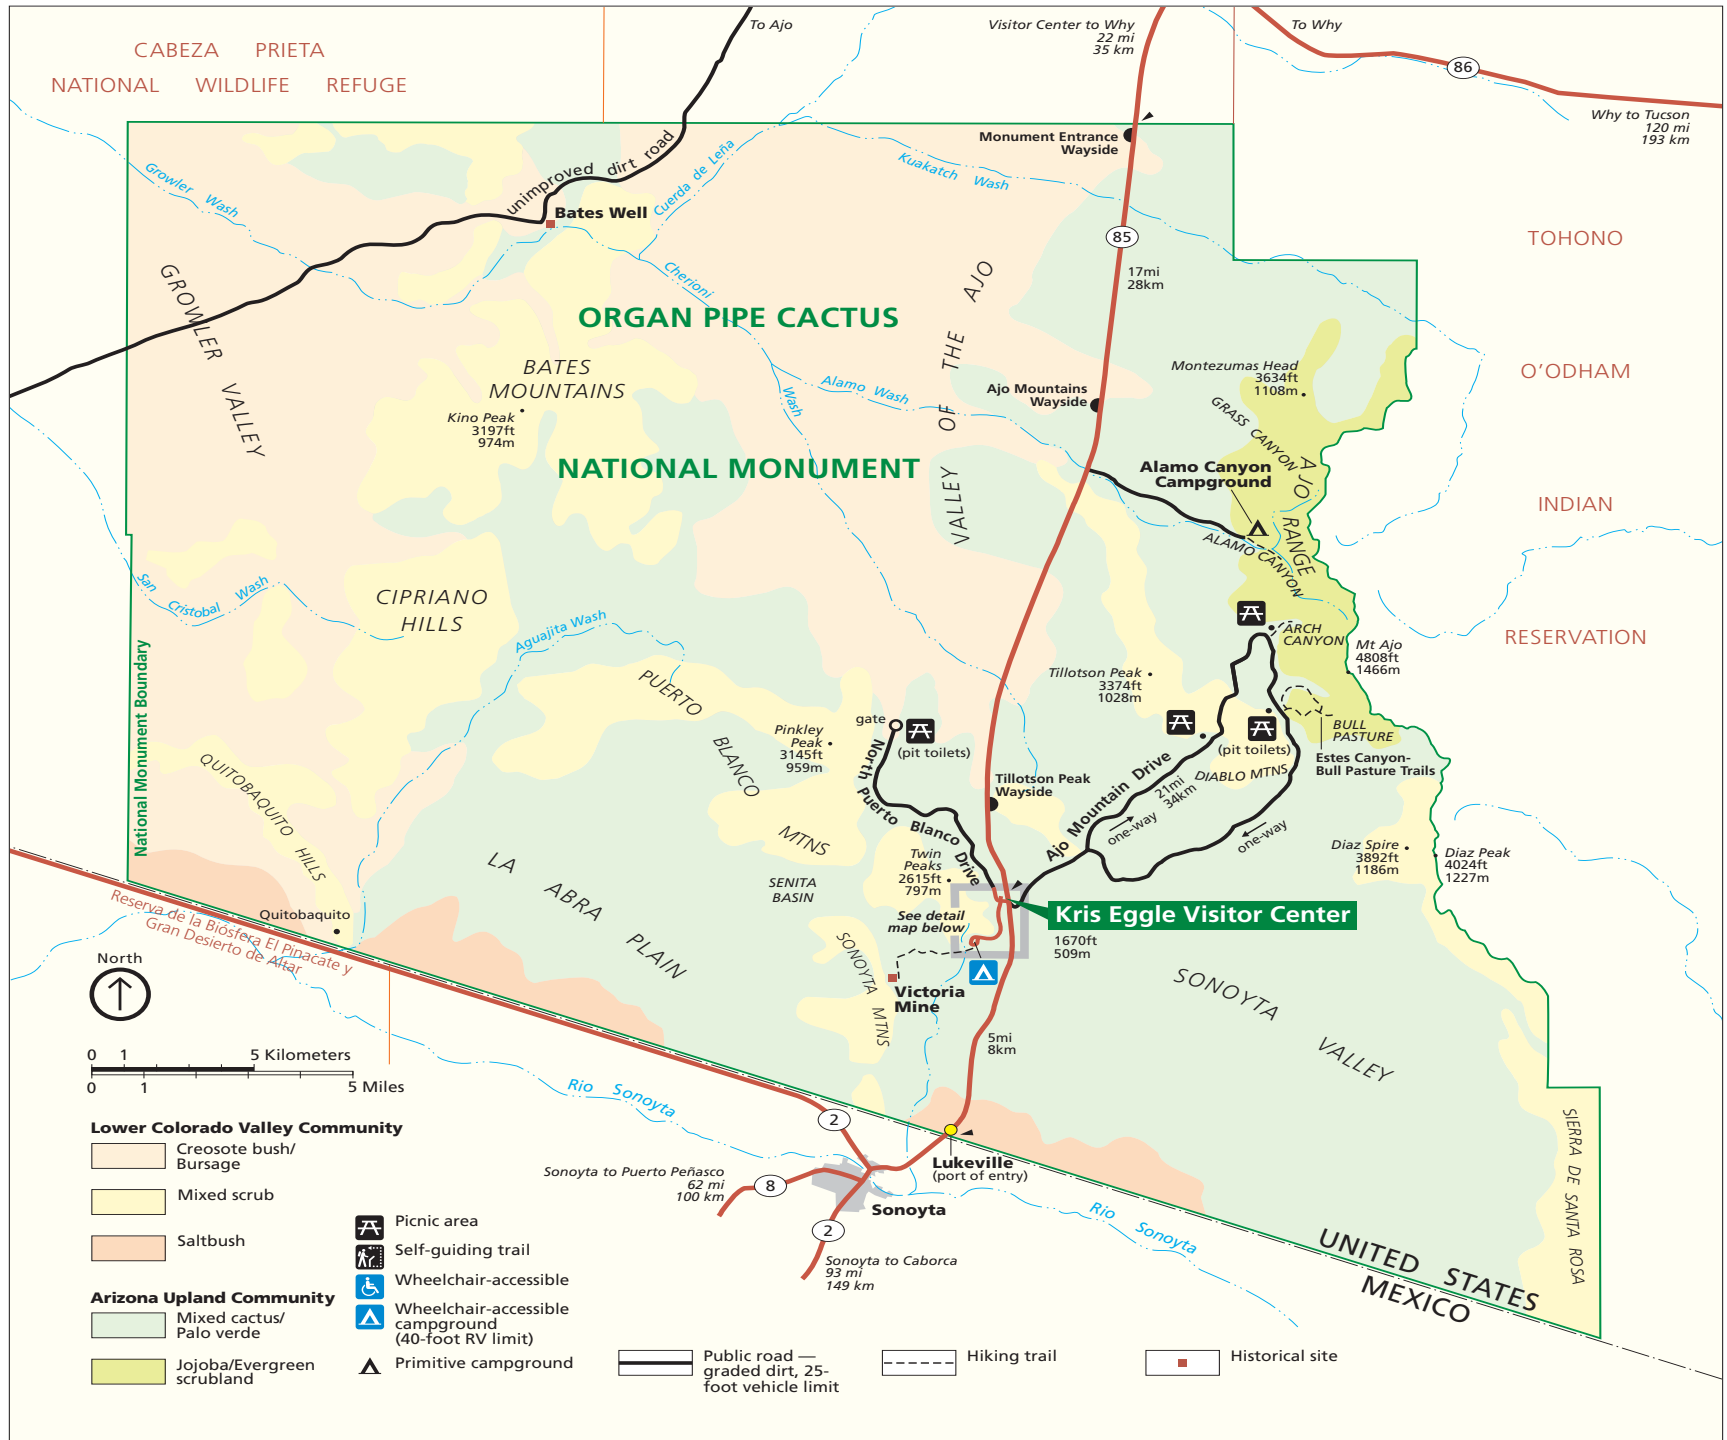 CABEZA PRIETA
NATIONAL WILDLIFE REFUGE
To Ajo
Visitor Center to Why
22 mi
35 km
To Why
86
Why to Tucson
120 mi
193 km
Monument Entrance
Wayside
unimproved dirt road
Growler Wash
Cuerda de Leña
Kuakatch Wash
Bates Well
85
17mi
28km
TOHONO
O'ODHAM
INDIAN
RESERVATION
GROWLER VALLEY
Cherioni
Wash
ORGAN PIPE CACTUS
NATIONAL MONUMENT
VALLEY OF THE AJO
BATES
MOUNTAINS
Kino Peak
3197ft
974m
Alamo Wash
Ajo Mountains
Wayside
Montezumas Head
3634ft
1108m
GRASS CANYON
AJO RANGE
Alamo Canyon
Campground
ALAMO CANYON
San Cristobal Wash
CIPRIANO
HILLS
Aguajita Wash
National Monument Boundary
ARCH
CANYON
Mt Ajo
4808ft
1466m
Tillotson Peak
3374ft
1028m
PUERTO BLANCO MTNS
Pinkley
Peak
3145ft
959m
gate
(pit toilets)
North Puerto Blanco Drive
(pit toilets)
BULL
PASTURE
Estes Canyon-
Bull Pasture Trails
DIABLO MTNS
Tillotson Peak
Wayside
Ajo Mountain Drive
21mi
34km
one-way
one-way
QUITOBAQUITO HILLS
Twin
Peaks
2615ft
797m
Diaz Spire
3892ft
1186m
Diaz Peak
4024ft
1227m
LA ABRA PLAIN
SENITA
BASIN
See detail
map below
Kris Eggle Visitor Center
1670ft
509m
Quitobaquito
Reserva de la Biósfera El Pinacate y
Gran Desierto de Altar
SONOYTA MTNS
Victoria
Mine
SONOYTA VALLEY
North
0 1 5 Kilometers
0 1 5 Miles
5mi
8km
Rio Sonoyta
2
Lukeville
(port of entry)
Sonoyta to Puerto Peñasco
62 mi
100 km
8
Sonoyta
2
Sonoyta to Caborca
93 mi
149 km
Rio Sonoyta
SIERRA DE SANTA ROSA
UNITED STATES
MEXICO
Lower Colorado Valley Community
Creosote bush/
Bursage
Mixed scrub
Saltbush
Arizona Upland Community
Mixed cactus/
Palo verde
Jojoba/Evergreen
scrubland
Picnic area
Self-guiding trail
Wheelchair-accessible
Wheelchair-accessible
campground
(40-foot RV limit)
Primitive campground
Public road —
graded dirt, 25-
foot vehicle limit
Hiking trail
Historical site